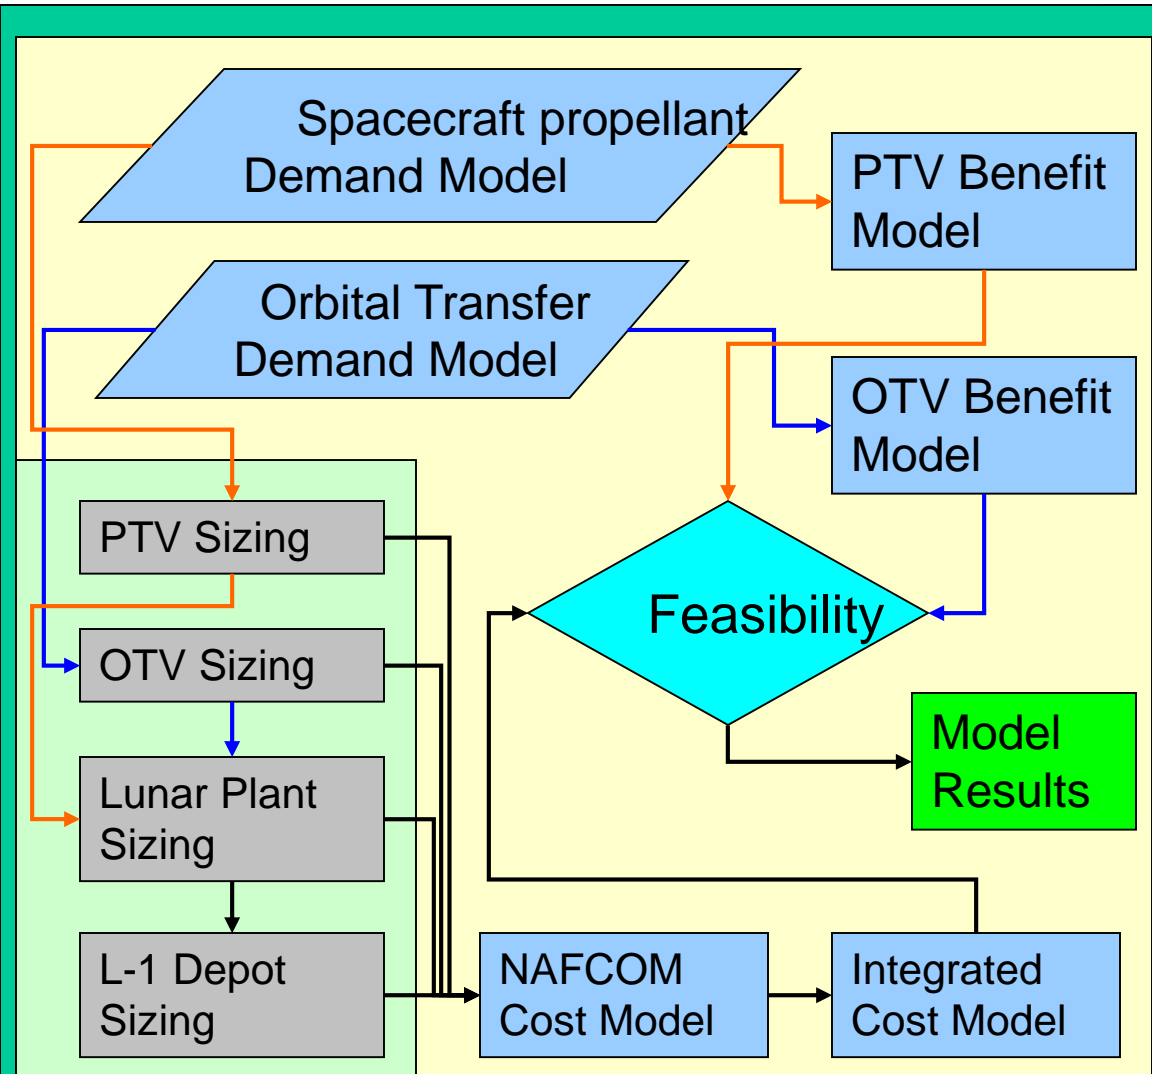 Spacecraft propellant
Demand Model
PTV Benefit
Model
Orbital Transfer
Demand Model
OTV Benefit
Model
PTV Sizing
OTV Sizing
Feasibility
Lunar Plant
Sizing
Model
Results
L-1 Depot
Sizing
NAFCOM
Cost Model
Integrated
Cost Model